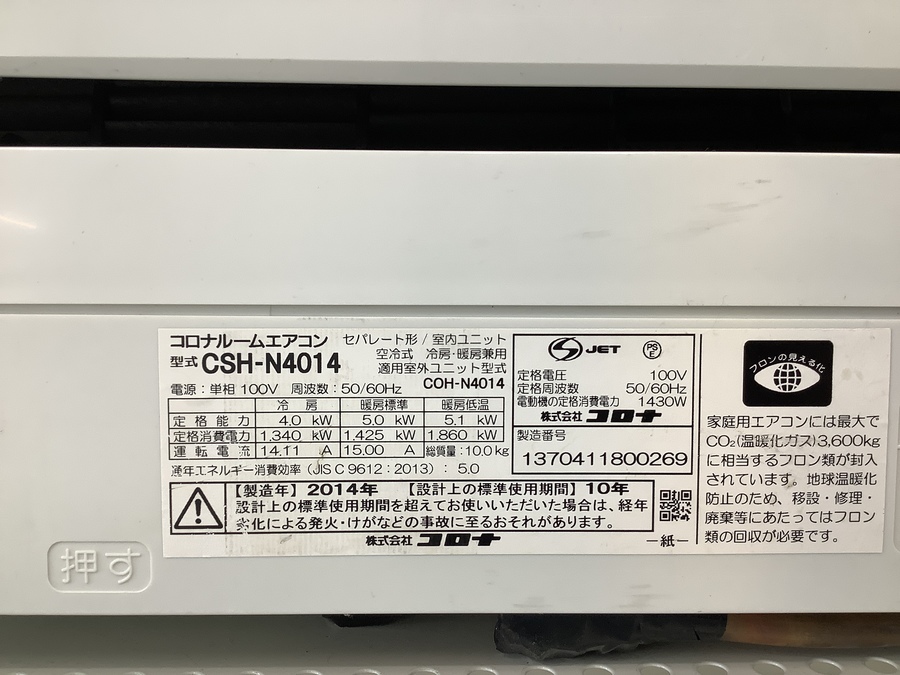 コロナルームエアコン セパレート形／室内ユニット
型式 CSH-N4014 空冷式 冷房・暖房兼用
適用室外ユニット型式
COH-N4014
電源：単相100V 周波数：50/60Hz
冷房 暖房標準 暖房低温
定格能力 4.0 kW 5.0 kW 5.1 kW
定格消費電力 1.340 kW 1.425 kW 1.860 kW
運転電流 14.11 A 15.00 A 総質量：10.0kg
通年エネルギー消費効率（JIS C 9612：2013）：5.0
【製造年】2014年 【設計上の標準使用期間】10年
設計上の標準使用期間を超えてお使いいただいた場合は、経年
劣化による発火・けがなどの事故に至るおそれがあります。
株式会社 コロナ
－紙－
JET PSE
定格電圧 100V
定格周波数 50/60Hz
電動機の定格消費電力 1430W
株式会社 コロナ
製造番号
1370411800269
フロンの見える化
家庭用エアコンには最大で
CO₂(温暖化ガス)3,600kg
に相当するフロン類が封入
されています。地球温暖化
防止のため、移設・修理・
廃棄等にあたってはフロン
類の回収が必要です。
押す